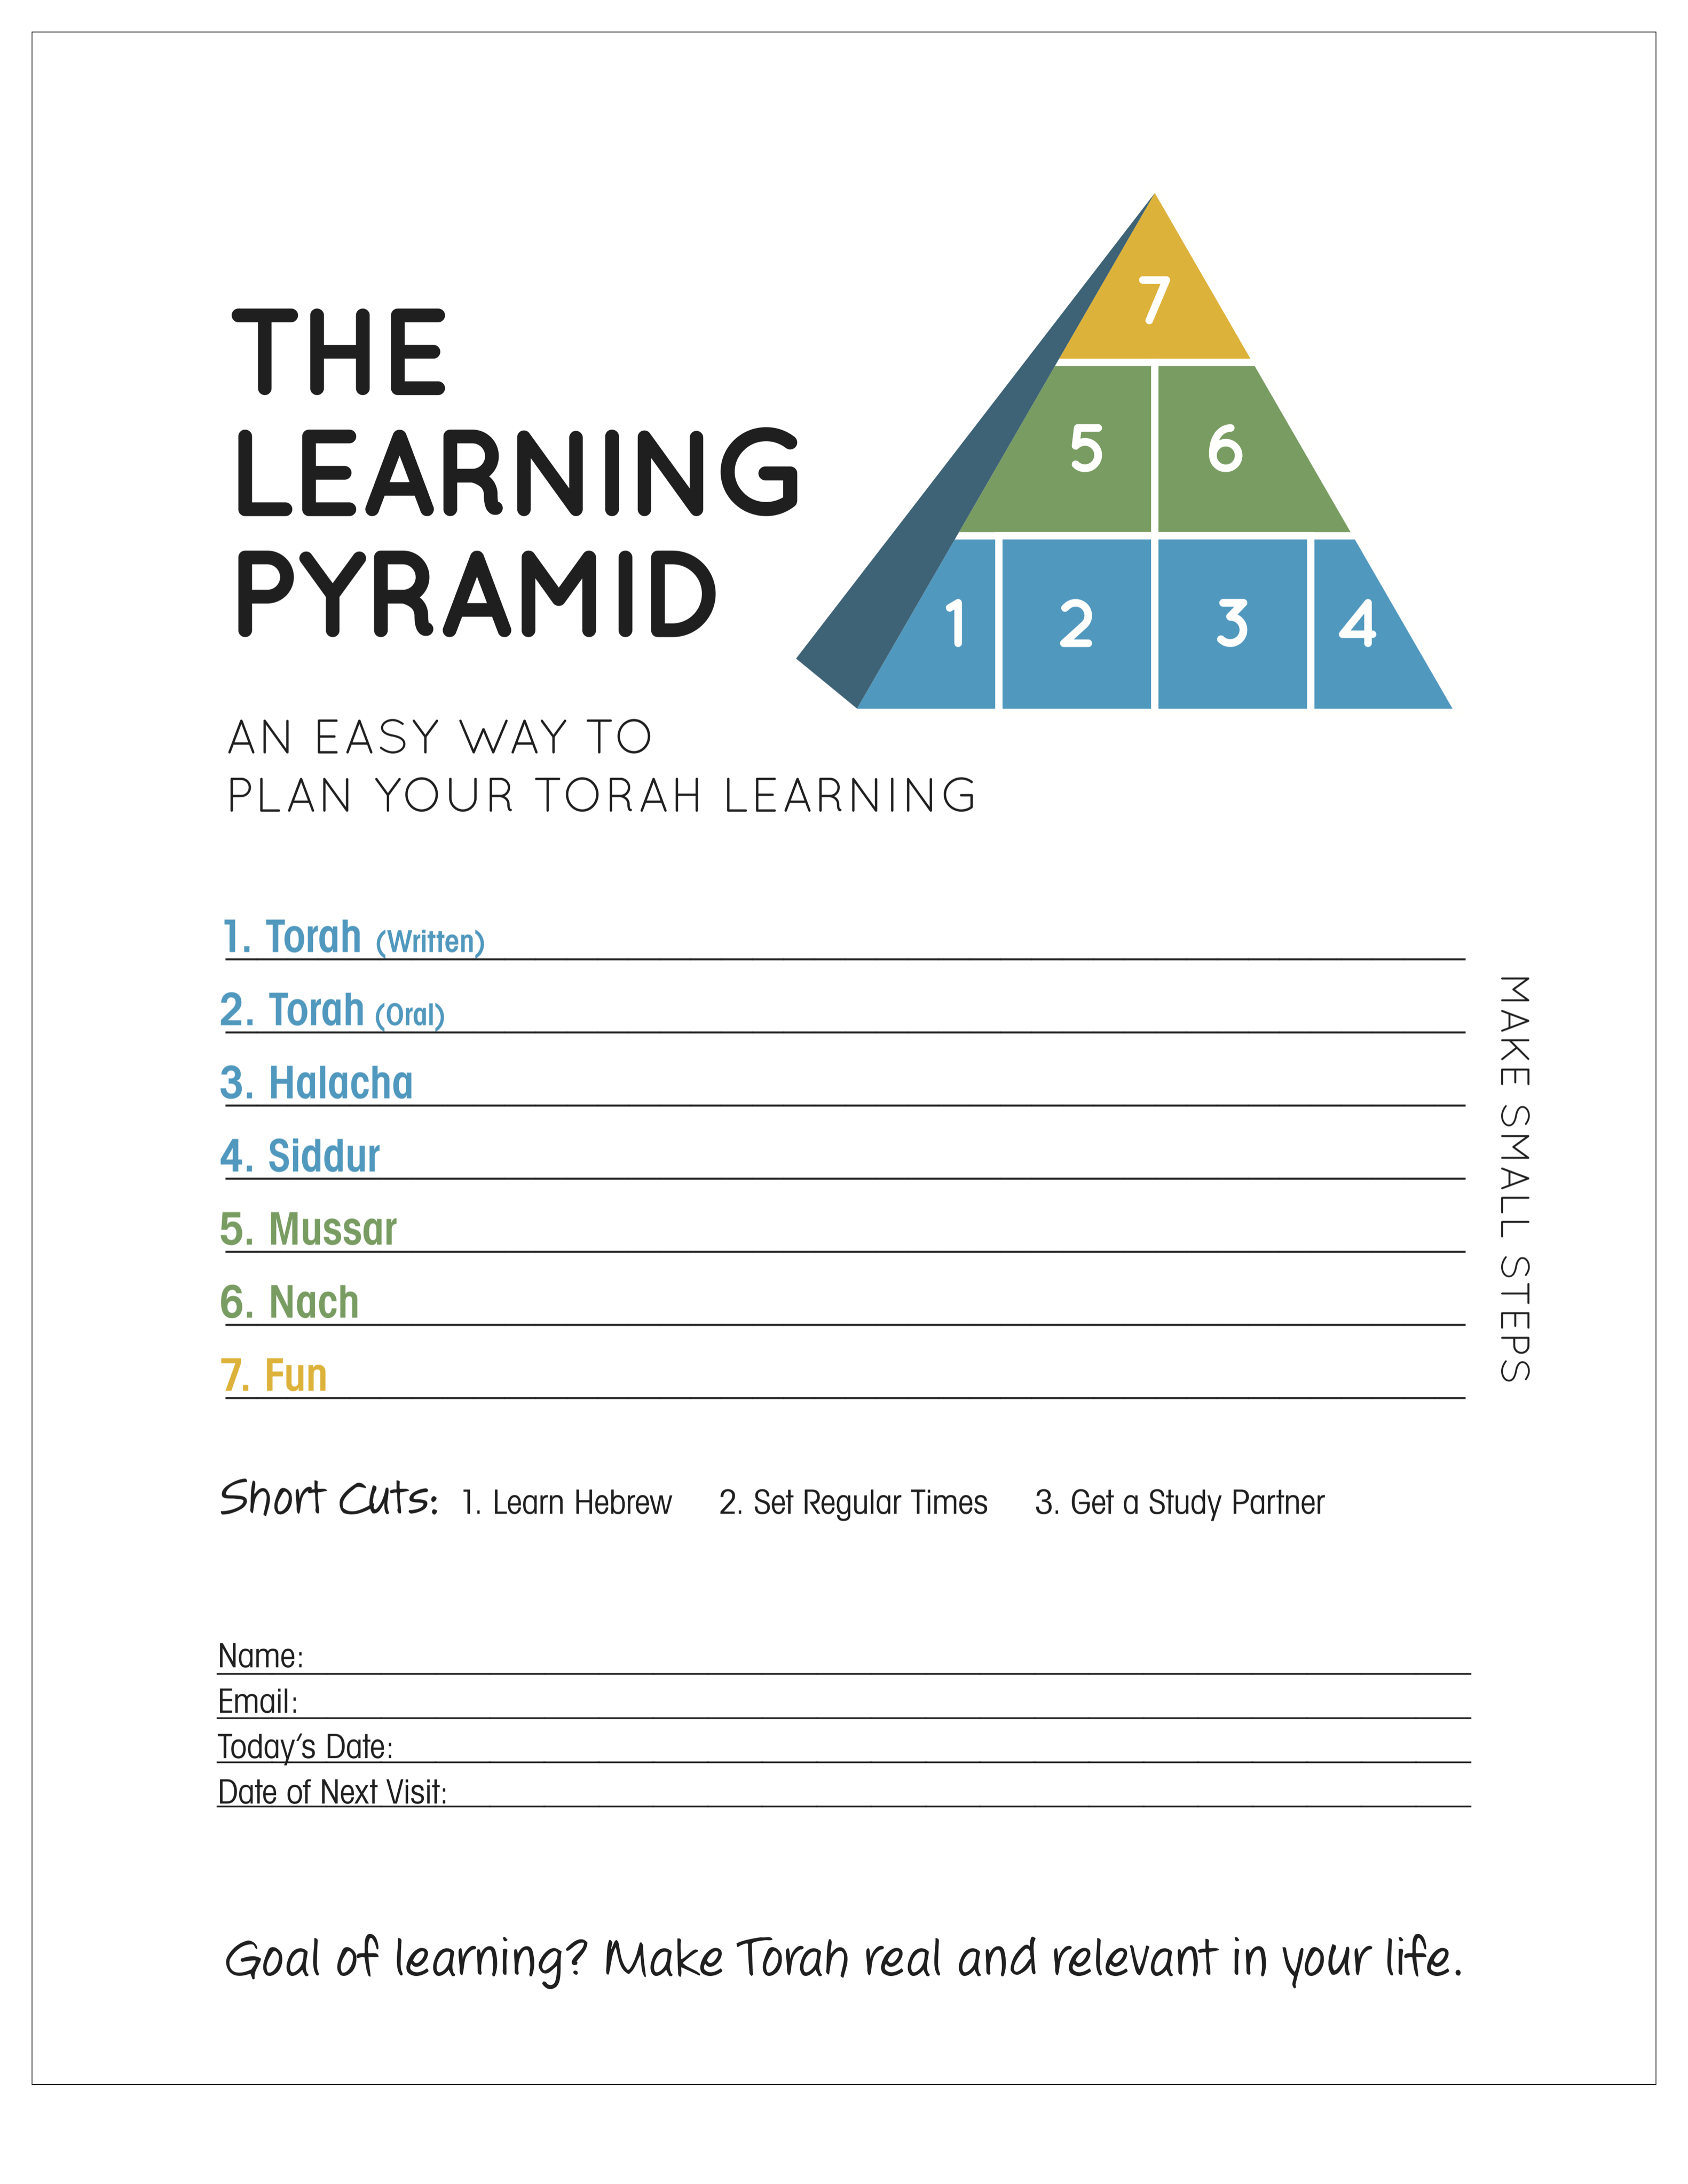 THE
LEARNING
PYRAMID
7
5 6
1 2 3 4
AN EASY WAY TO
PLAN YOUR TORAH LEARNING
1. Torah (Written)
2. Torah (Oral)
3. Halacha
4. Siddur
5. Mussar
6. Nach
7. Fun
MAKE SMALL STEPS
Short Cuts: 1. Learn Hebrew 2. Set Regular Times 3. Get a Study Partner
Name:
Email:
Today's Date:
Date of Next Visit:
Goal of learning? Make Torah real and relevant in your life.